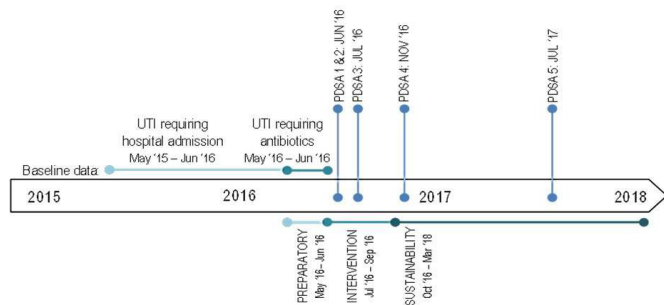 PDSA 1 & 2: JUN '16
PDSA 3: JUL '16
PDSA 4: NOV '16
PDSA 5: JUL '17
UTI requiring
hospital admission
May '15 – Jun '16
UTI requiring
antibiotics
May '16 – Jun '16
Baseline data:
2015
2016
2017
2018
PREPARATORY
May '16– Jun '16
INTERVENTION
Jul '16 – Sep '16
SUSTAINABILITY
Oct '16 – Mar '18